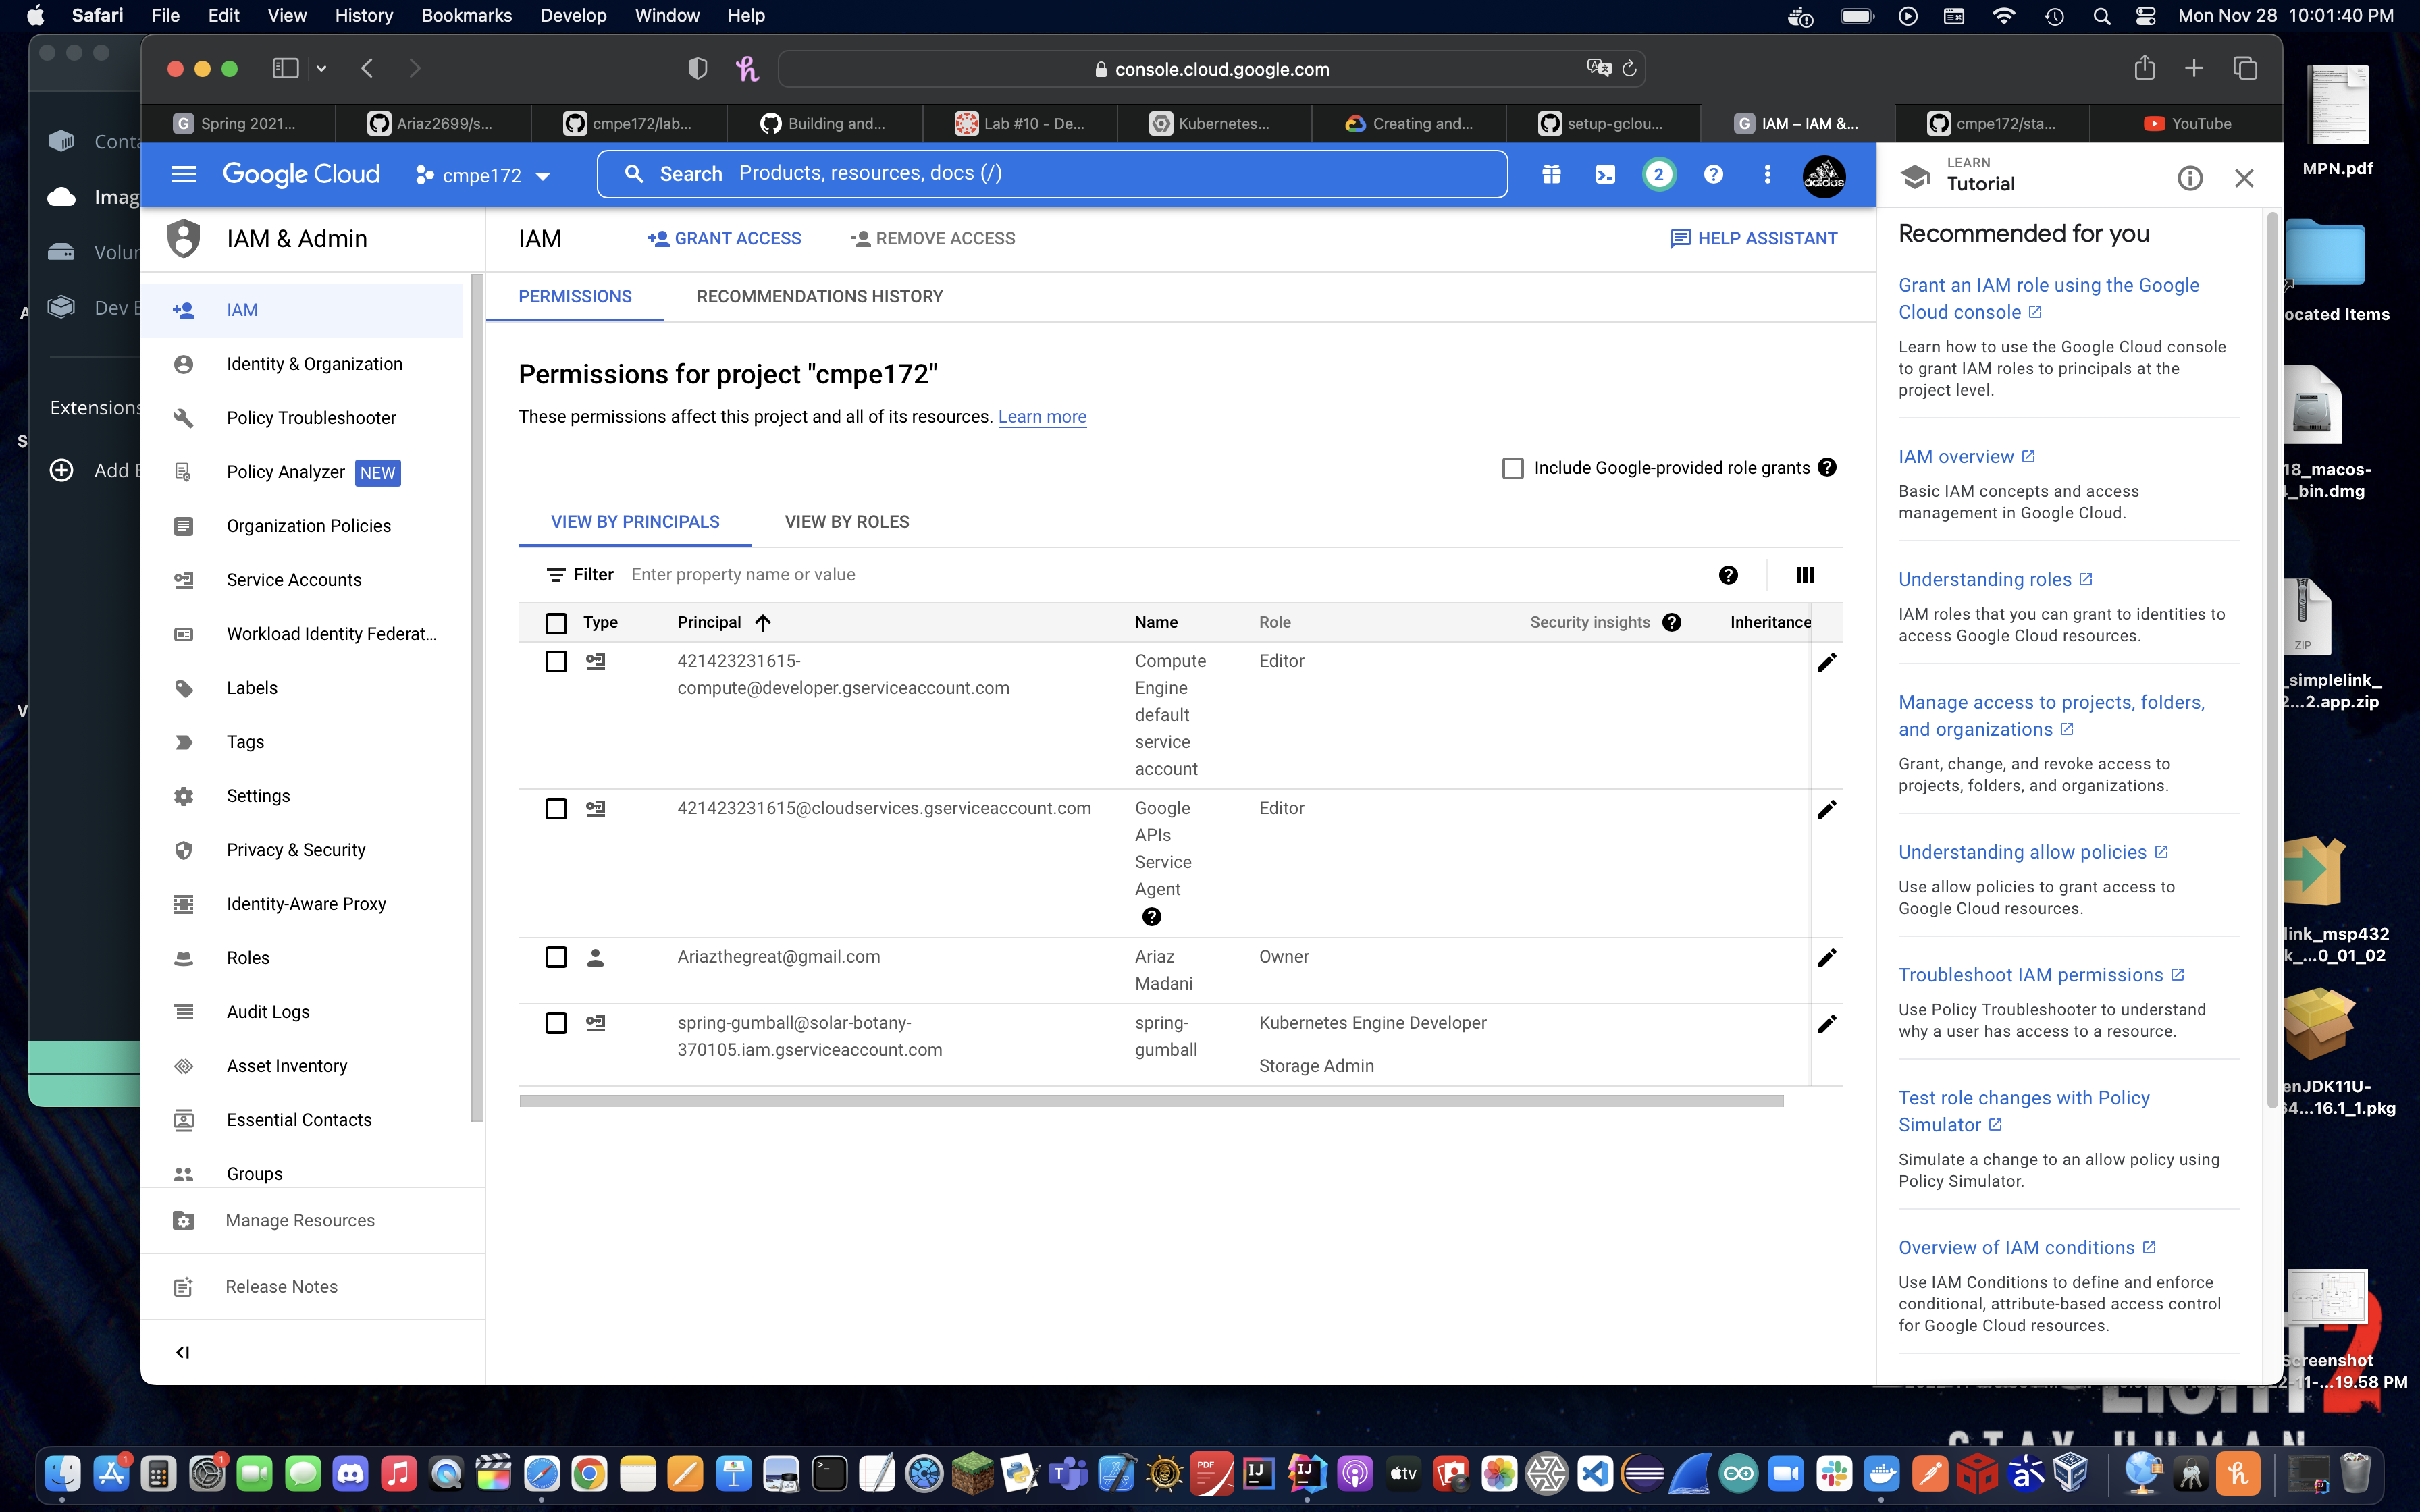 Safari File Edit View History Bookmarks Develop Window Help
Mon Nov 28 10:01:40 PM
console.cloud.google.com
Spring 2021...
Ariaz2699/s...
cmpe172/lab...
Building and...
Lab #10 - De...
Kubernetes...
Creating and...
setup-gclou...
IAM – IAM &...
cmpe172/sta...
YouTube
Google Cloud
cmpe172
Search Products, resources, docs (/)
2
adidas
IAM & Admin
IAM
Identity & Organization
Policy Troubleshooter
Policy Analyzer NEW
Organization Policies
Service Accounts
Workload Identity Federat...
Labels
Tags
Settings
Privacy & Security
Identity-Aware Proxy
Roles
Audit Logs
Asset Inventory
Essential Contacts
Groups
Manage Resources
Release Notes
IAM
GRANT ACCESS
REMOVE ACCESS
HELP ASSISTANT
PERMISSIONS
RECOMMENDATIONS HISTORY
Permissions for project "cmpe172"
These permissions affect this project and all of its resources. Learn more
Include Google-provided role grants
VIEW BY PRINCIPALS
VIEW BY ROLES
Filter Enter property name or value
Type Principal Name Role Security insights Inheritance
421423231615-
compute@developer.gserviceaccount.com
Compute
Engine
default
service
account
Editor
421423231615@cloudservices.gserviceaccount.com
Google
APIs
Service
Agent
Editor
Ariazthegreat@gmail.com
Ariaz
Madani
Owner
spring-gumball@solar-botany-
370105.iam.gserviceaccount.com
spring-
gumball
Kubernetes Engine Developer
Storage Admin
LEARN
Tutorial
Recommended for you
Grant an IAM role using the Google
Cloud console
Learn how to use the Google Cloud console
to grant IAM roles to principals at the
project level.
IAM overview
Basic IAM concepts and access
management in Google Cloud.
Understanding roles
IAM roles that you can grant to identities to
access Google Cloud resources.
Manage access to projects, folders,
and organizations
Grant, change, and revoke access to
projects, folders, and organizations.
Understanding allow policies
Use allow policies to grant access to
Google Cloud resources.
Troubleshoot IAM permissions
Use Policy Troubleshooter to understand
why a user has access to a resource.
Test role changes with Policy
Simulator
Simulate a change to an allow policy using
Policy Simulator.
Overview of IAM conditions
Use IAM Conditions to define and enforce
conditional, attribute-based access control
for Google Cloud resources.
Conta
Imag
Volur
Dev E
Extensions
Add E
MPN.pdf
ocated Items
18_macos-
_bin.dmg
ZIP
_simplelink_
2...2.app.zip
link_msp432
k_...0_01_02
enJDK11U-
64...16.1_1.pkg
Screenshot
2-11-...19.58 PM
STAY HUMAN
PDF
IJ
IJ
tv